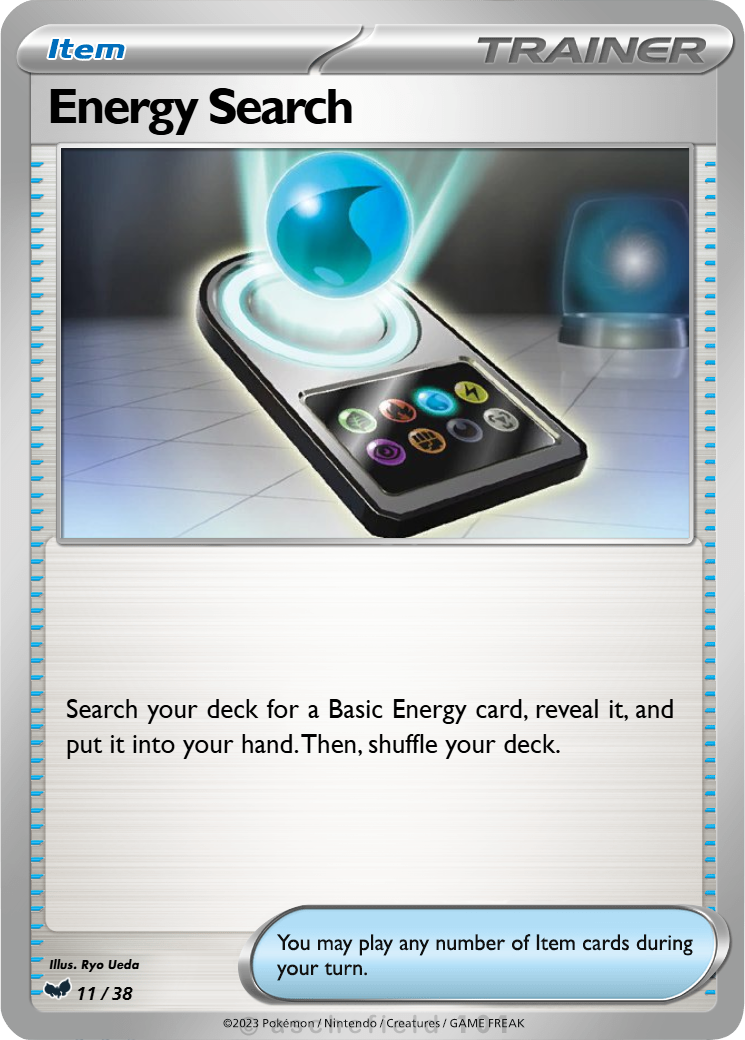 Item
TRAINER
Energy Search
Search your deck for a Basic Energy card, reveal it, and
put it into your hand. Then, shuffle your deck.
You may play any number of Item cards during
your turn.
Illus. Ryo Ueda
11 / 38
©2023 Pokémon / Nintendo / Creatures / GAME FREAK